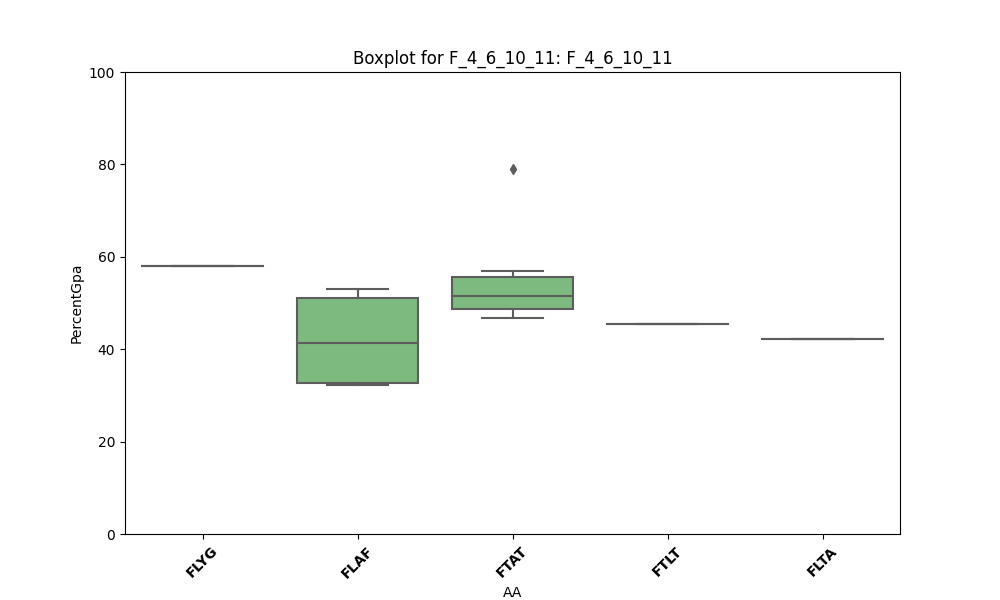 Boxplot for F_4_6_10_11: F_4_6_10_11
100
80
60
40
20
0
PercentGpa
FLYG
FLAF
FTAT
FTLT
FLTA
AA